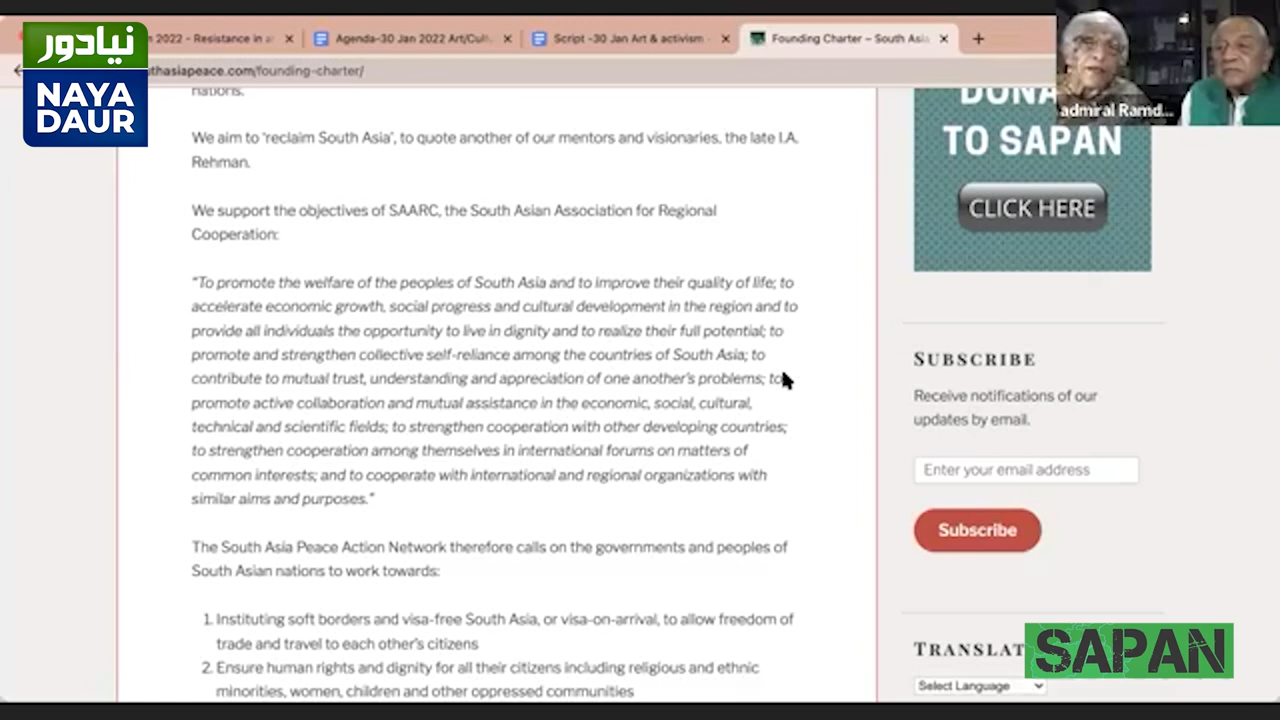 نیادور
NAYA
DAUR
2022 - Resistance in a
Agenda-30 Jan 2022 Art/Cult
Script -30 Jan Art & activism
Founding Charter – South Asia
thasiapeace.com/founding-charter/
admiral Ramd...
nations.
We aim to 'reclaim South Asia', to quote another of our mentors and visionaries, the late I.A.
Rehman.
We support the objectives of SAARC, the South Asian Association for Regional
Cooperation:
“To promote the welfare of the peoples of South Asia and to improve their quality of life; to
accelerate economic growth, social progress and cultural development in the region and to
provide all individuals the opportunity to live in dignity and to realize their full potential; to
promote and strengthen collective self-reliance among the countries of South Asia; to
contribute to mutual trust, understanding and appreciation of one another’s problems; to
promote active collaboration and mutual assistance in the economic, social, cultural,
technical and scientific fields; to strengthen cooperation with other developing countries;
to strengthen cooperation among themselves in international forums on matters of
common interests; and to cooperate with international and regional organizations with
similar aims and purposes.”
The South Asia Peace Action Network therefore calls on the governments and peoples of
South Asian nations to work towards:
1. Instituting soft borders and visa-free South Asia, or visa-on-arrival, to allow freedom of
trade and travel to each other’s citizens
2. Ensure human rights and dignity for all their citizens including religious and ethnic
minorities, women, children and other oppressed communities
TO SAPAN
CLICK HERE
SUBSCRIBE
Receive notifications of our
updates by email.
Enter your email address
Subscribe
TRANSLAT
Select Language
SAPAN